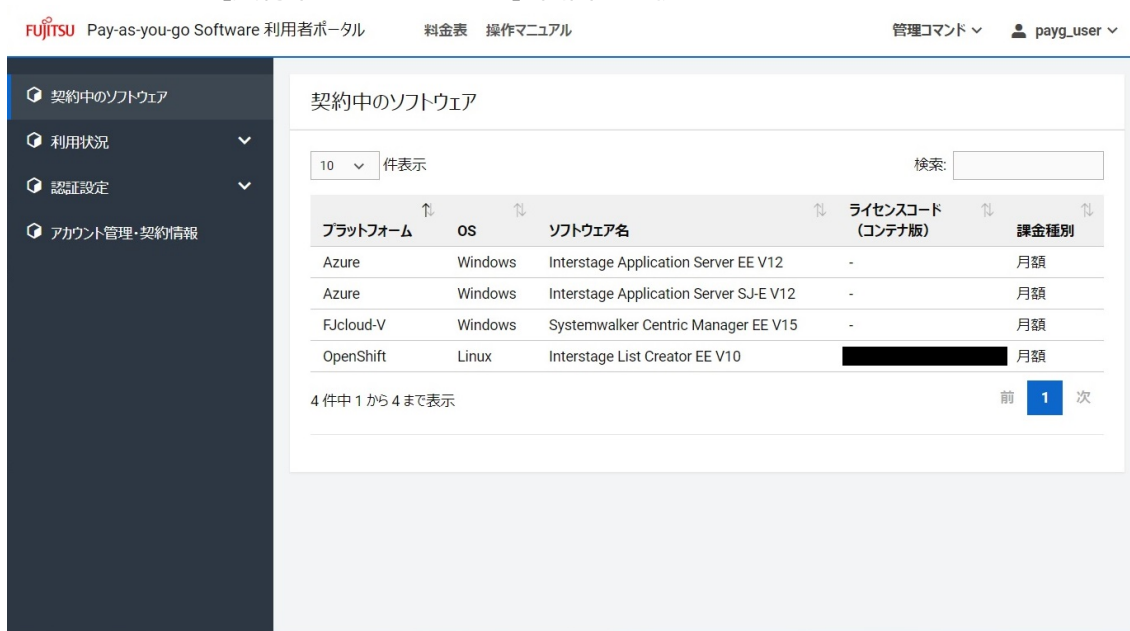 FUJITSU Pay-as-you-go Software 利用者ポータル 料金表 操作マニュアル 管理コマンド payg_user
契約中のソフトウェア
利用状況
認証設定
アカウント管理・契約情報
契約中のソフトウェア
10 件表示 検索:
プラットフォーム OS ソフトウェア名 ライセンスコード（コンテナ版） 課金種別
Azure Windows Interstage Application Server EE V12 - 月額
Azure Windows Interstage Application Server SJ-E V12 - 月額
FJcloud-V Windows Systemwalker Centric Manager EE V15 - 月額
OpenShift Linux Interstage List Creator EE V10 月額
4 件中 1 から 4 まで表示 前 1 次